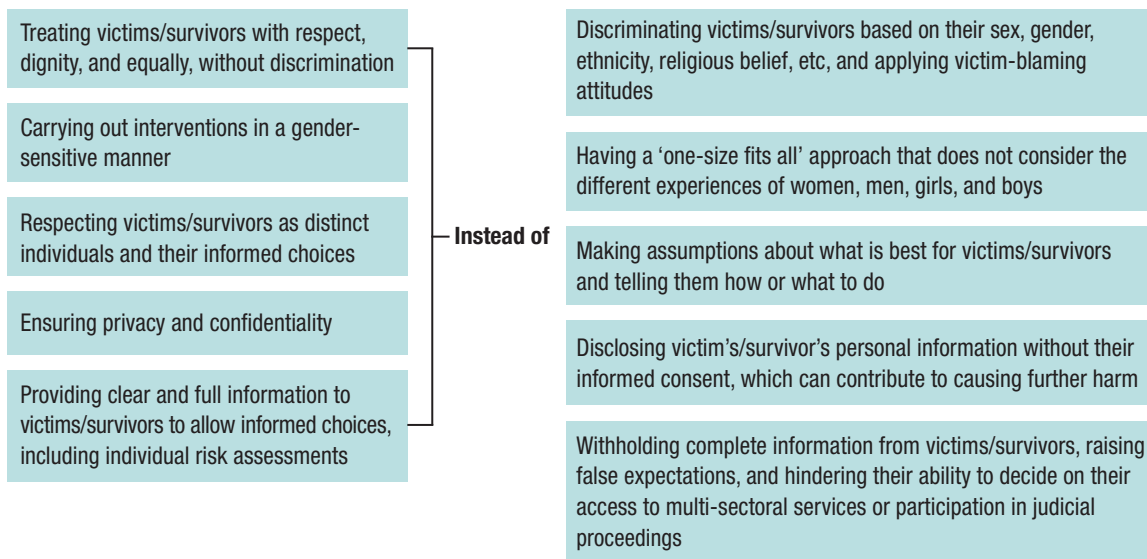 Treating victims/survivors with respect,
dignity, and equally, without discrimination
Carrying out interventions in a gender-
sensitive manner
Respecting victims/survivors as distinct
individuals and their informed choices
Ensuring privacy and confidentiality
Providing clear and full information to
victims/survivors to allow informed choices,
including individual risk assessments
Instead of
Discriminating victims/survivors based on their sex, gender,
ethnicity, religious belief, etc, and applying victim-blaming
attitudes
Having a ‘one-size fits all’ approach that does not consider the
different experiences of women, men, girls, and boys
Making assumptions about what is best for victims/survivors
and telling them how or what to do
Disclosing victim’s/survivor’s personal information without their
informed consent, which can contribute to causing further harm
Withholding complete information from victims/survivors, raising
false expectations, and hindering their ability to decide on their
access to multi-sectoral services or participation in judicial
proceedings